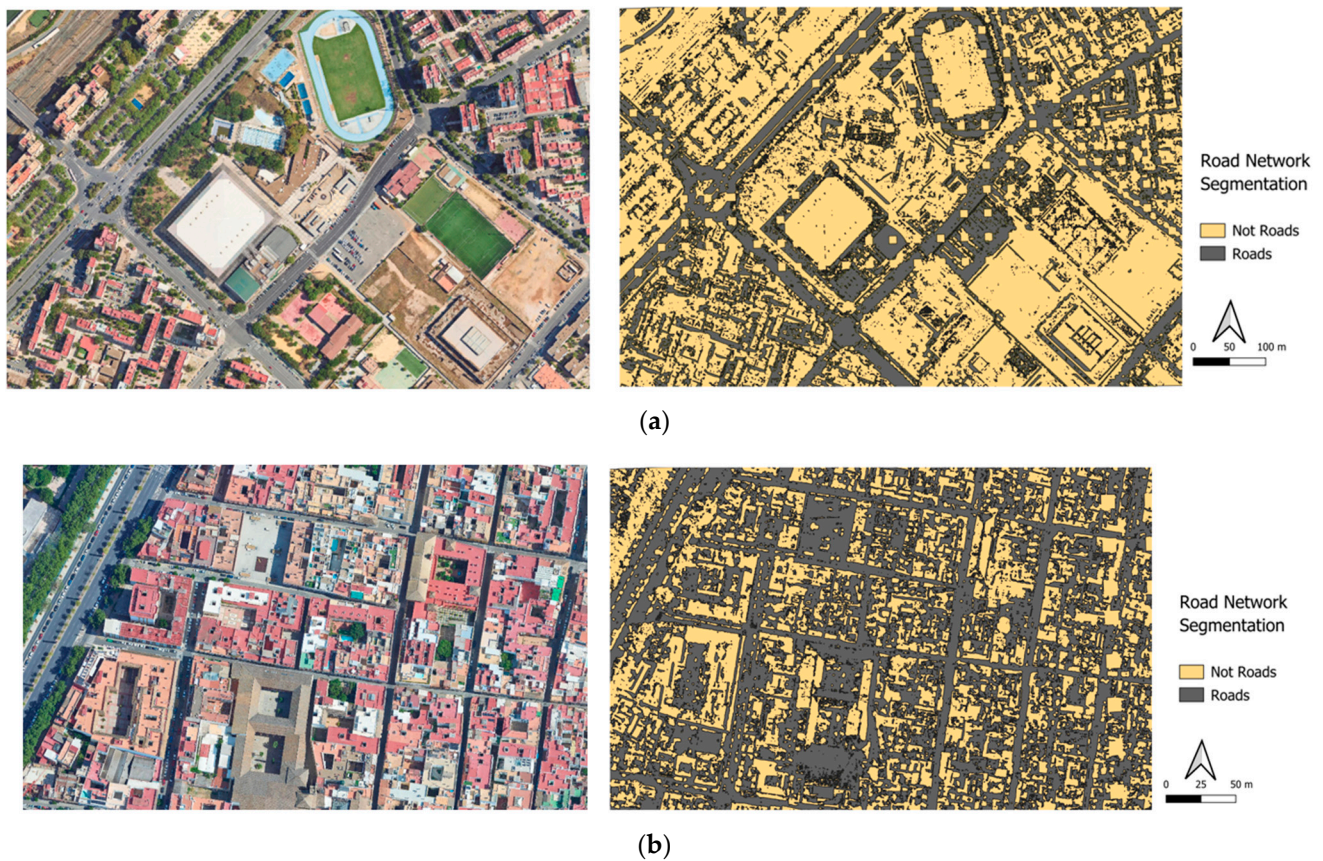 Road Network
Segmentation
Not Roads
Roads
0 50 100 m
(a)
Road Network
Segmentation
Not Roads
Roads
0 25 50 m
(b)